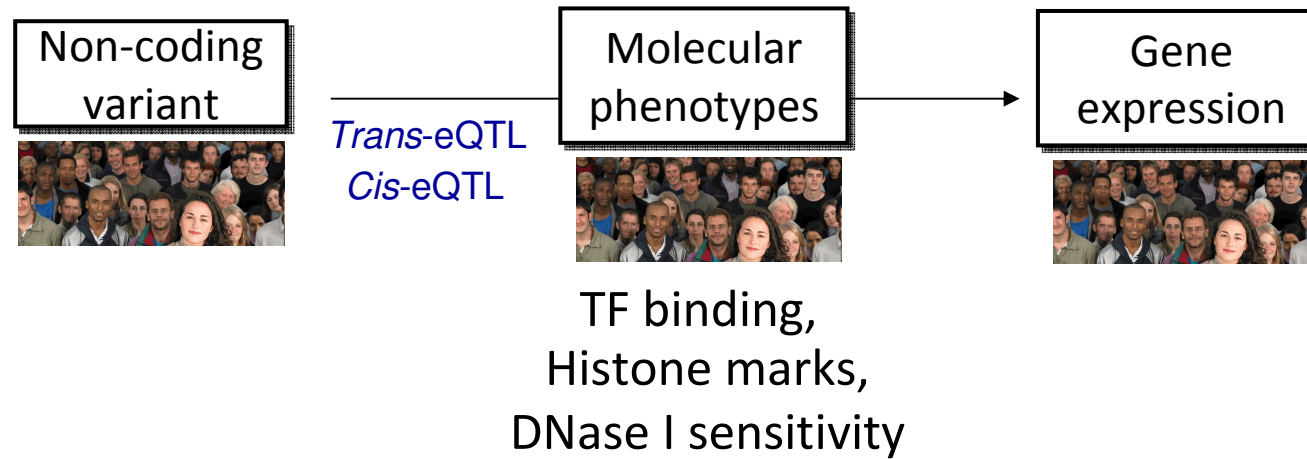 Non-coding
variant
Trans-eQTL
Cis-eQTL
Molecular
phenotypes
Gene
expression
TF binding,
Histone marks,
DNase I sensitivity